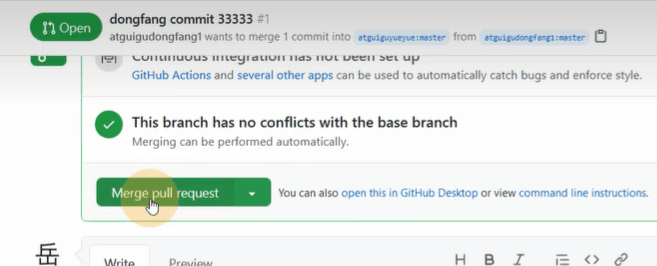 Open
dongfang commit 33333 #1
atguigudongfang1 wants to merge 1 commit into atguiguyueyue:master from atguigudongfang1:master
Continuous integration has not been set up
GitHub Actions and several other apps can be used to automatically catch bugs and enforce style.
This branch has no conflicts with the base branch
Merging can be performed automatically.
Merge pull request
You can also open this in GitHub Desktop or view command line instructions.
岳
Write Preview
H B I